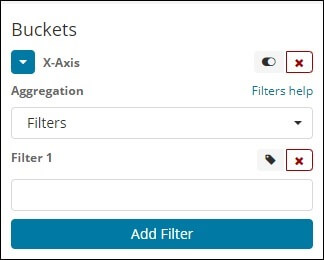 Buckets
X-Axis
Aggregation Filters help
Filters
Filter 1
Add Filter